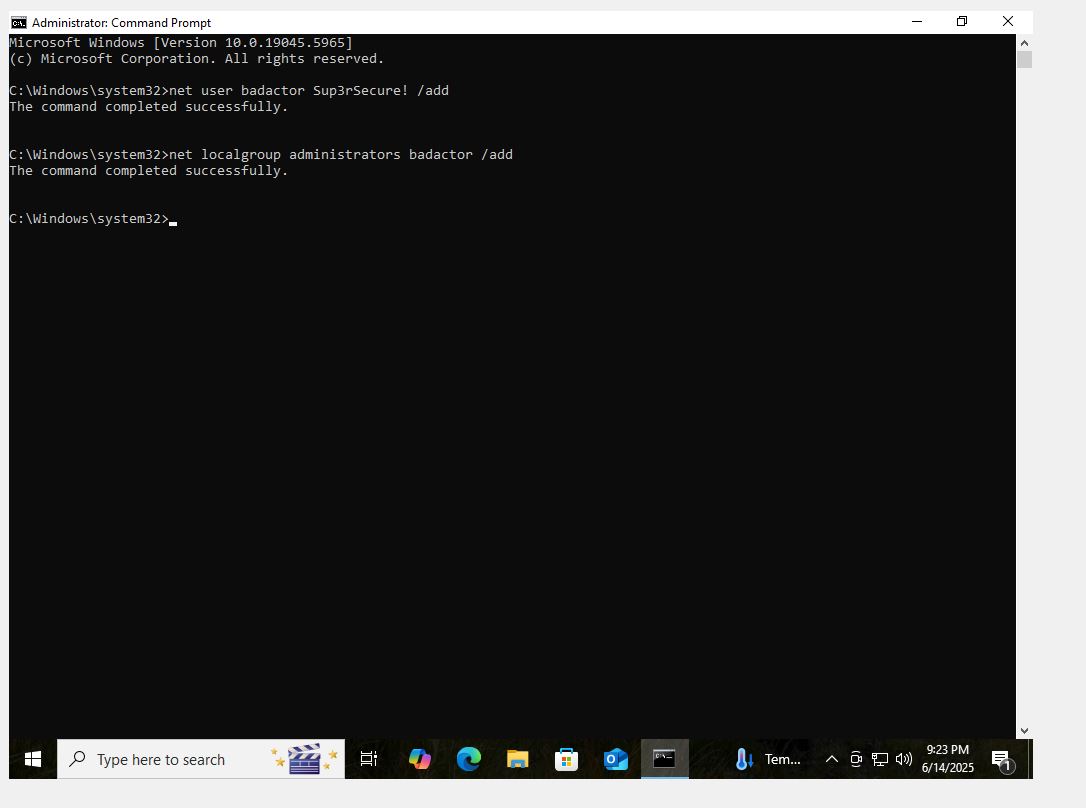 Administrator: Command Prompt
Microsoft Windows [Version 10.0.19045.5965]
(c) Microsoft Corporation. All rights reserved.
C:\Windows\system32>net user badactor Sup3rSecure! /add
The command completed successfully.
C:\Windows\system32>net localgroup administrators badactor /add
The command completed successfully.
C:\Windows\system32>
Type here to search
Tem...
9:23 PM
6/14/2025
1